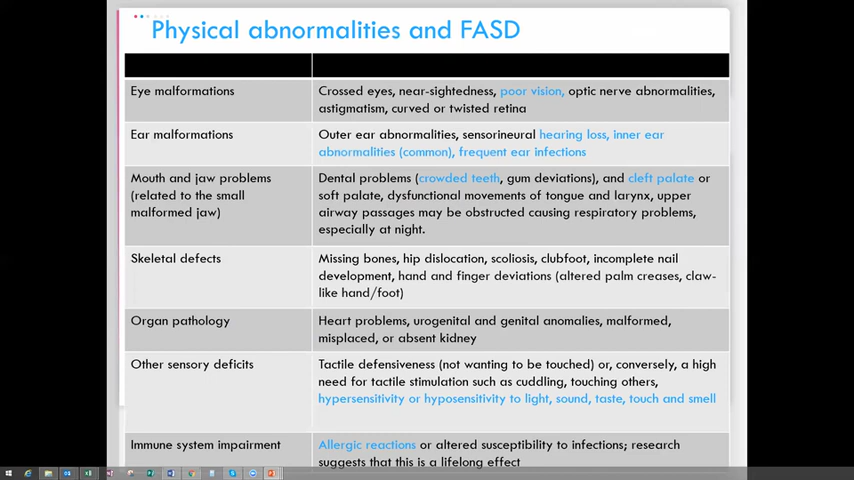 Physical abnormalities and FASD
Eye malformations
Crossed eyes, near-sightedness, poor vision, optic nerve abnormalities,
astigmatism, curved or twisted retina
Ear malformations
Outer ear abnormalities, sensorineural hearing loss, inner ear
abnormalities (common), frequent ear infections
Mouth and jaw problems
(related to the small
malformed jaw)
Dental problems (crowded teeth, gum deviations), and cleft palate or
soft palate, dysfunctional movements of tongue and larynx, upper
airway passages may be obstructed causing respiratory problems,
especially at night.
Skeletal defects
Missing bones, hip dislocation, scoliosis, clubfoot, incomplete nail
development, hand and finger deviations (altered palm creases, claw-
like hand/foot)
Organ pathology
Heart problems, urogenital and genital anomalies, malformed,
misplaced, or absent kidney
Other sensory deficits
Tactile defensiveness (not wanting to be touched) or, conversely, a high
need for tactile stimulation such as cuddling, touching others,
hypersensitivity or hyposensitivity to light, sound, taste, touch and smell
Immune system impairment
Allergic reactions or altered susceptibility to infections; research
suggests that this is a lifelong effect